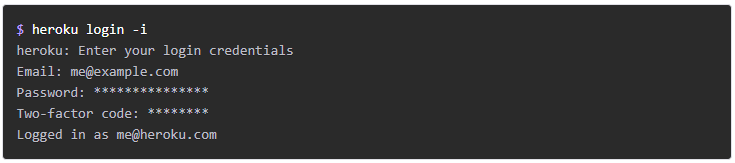 $ heroku login -i
heroku: Enter your login credentials
Email: me@example.com
Password: ***************
Two-factor code: ********
Logged in as me@heroku.com